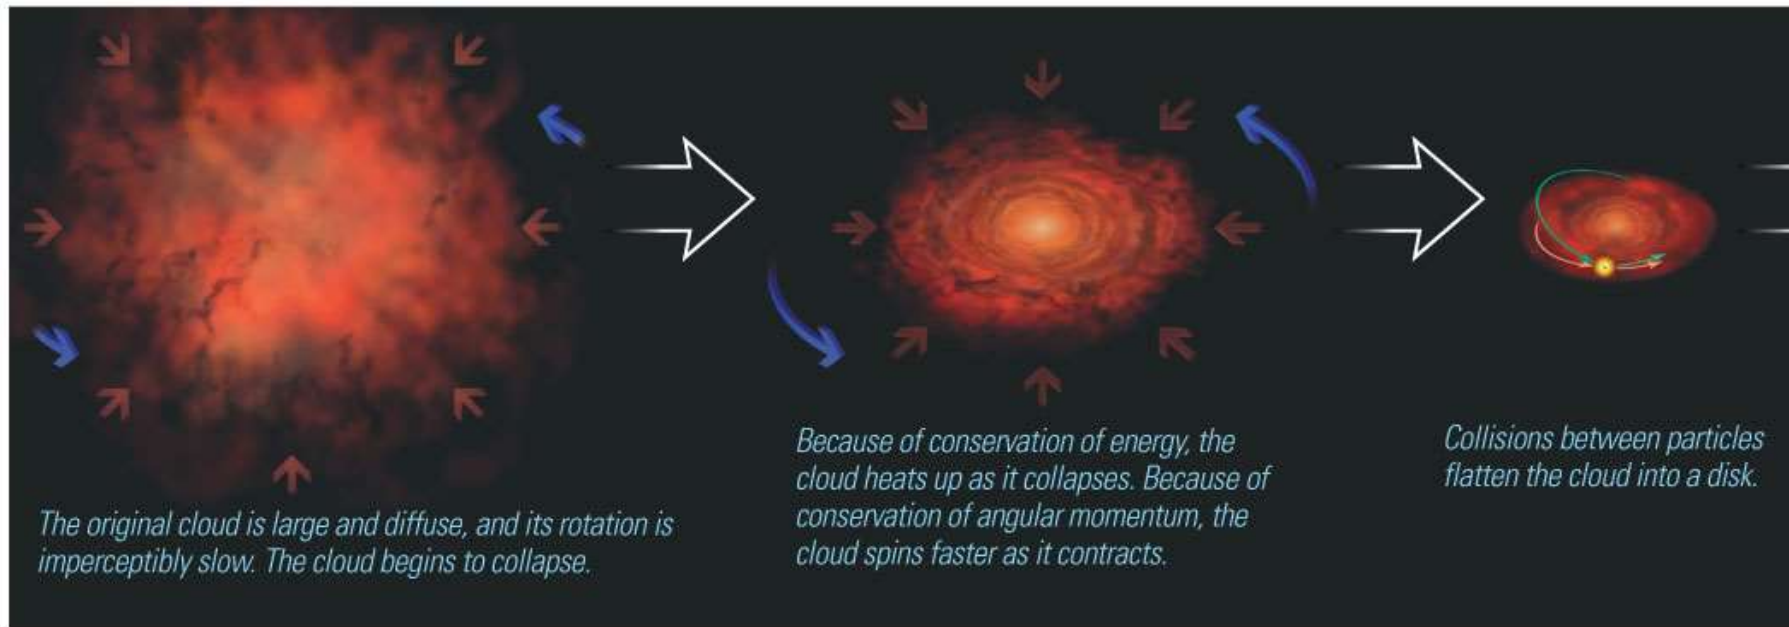 The original cloud is large and diffuse, and its rotation is
imperceptibly slow. The cloud begins to collapse.
Because of conservation of energy, the
cloud heats up as it collapses. Because of
conservation of angular momentum, the
cloud spins faster as it contracts.
Collisions between particles
flatten the cloud into a disk.